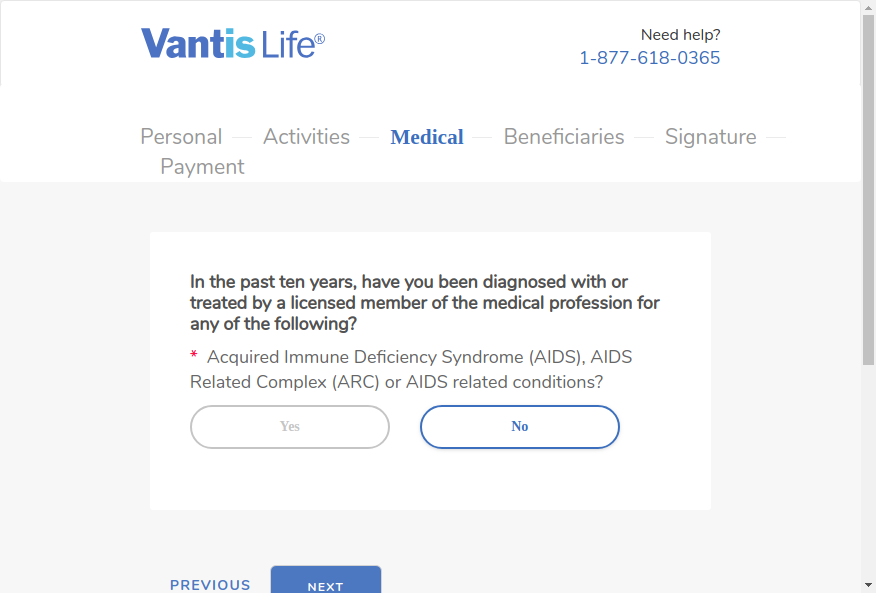 Vantis Life®
Need help?
1-877-618-0365
Personal Activities Medical Beneficiaries Signature
Payment
In the past ten years, have you been diagnosed with or
treated by a licensed member of the medical profession for
any of the following?
* Acquired Immune Deficiency Syndrome (AIDS), AIDS
Related Complex (ARC) or AIDS related conditions?
Yes No
PREVIOUS NEXT